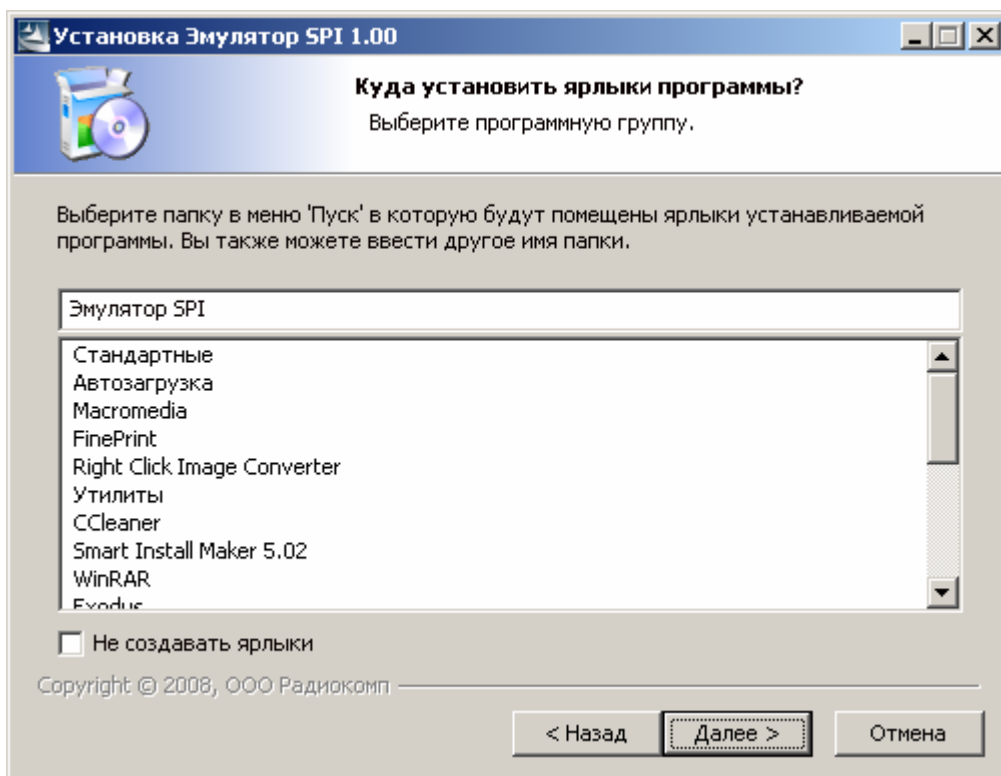 Установка Эмулятор SPI 1.00
Куда установить ярлыки программы?
Выберите программную группу.
Выберите папку в меню 'Пуск' в которую будут помещены ярлыки устанавливаемой
программы. Вы также можете ввести другое имя папки.
Эмулятор SPI
Стандартные
Автозагрузка
Macromedia
FinePrint
Right Click Image Converter
Утилиты
CCleaner
Smart Install Maker 5.02
WinRAR
Exodus
Не создавать ярлыки
Copyright © 2008, ООО Радиокомп
< Назад
Далее >
Отмена